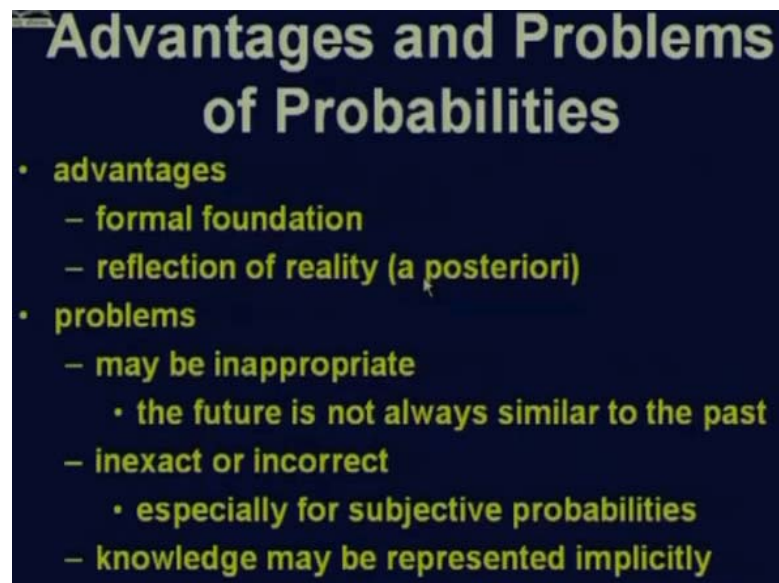 Advantages and Problems
of Probabilities
• advantages
– formal foundation
– reflection of reality (a posteriori)
• problems
– may be inappropriate
• the future is not always similar to the past
– inexact or incorrect
• especially for subjective probabilities
– knowledge may be represented implicitly